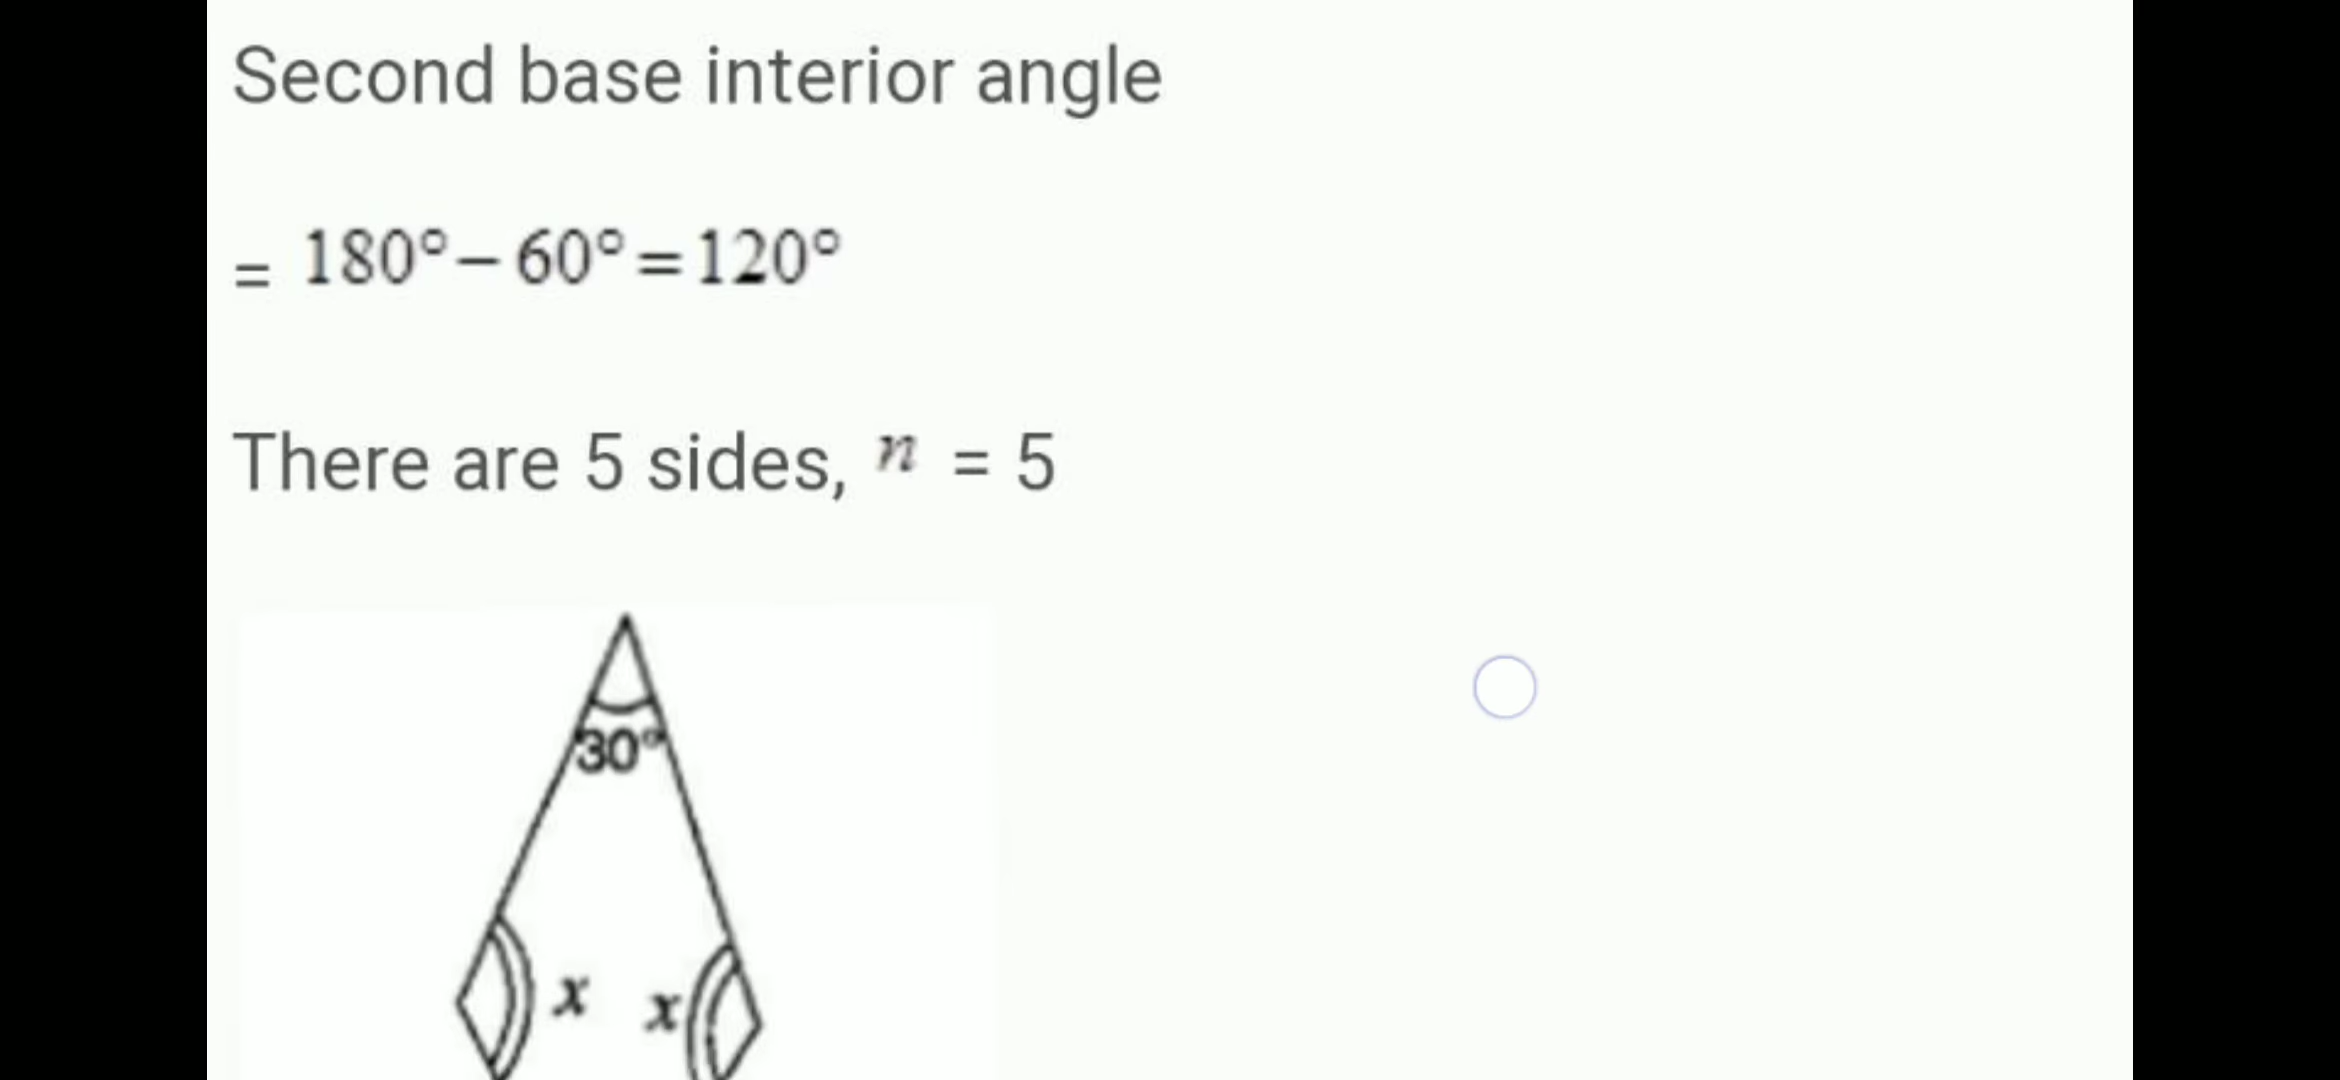 Second base interior angle
= 180°−60°=120°
There are 5 sides, n = 5
30°
x x